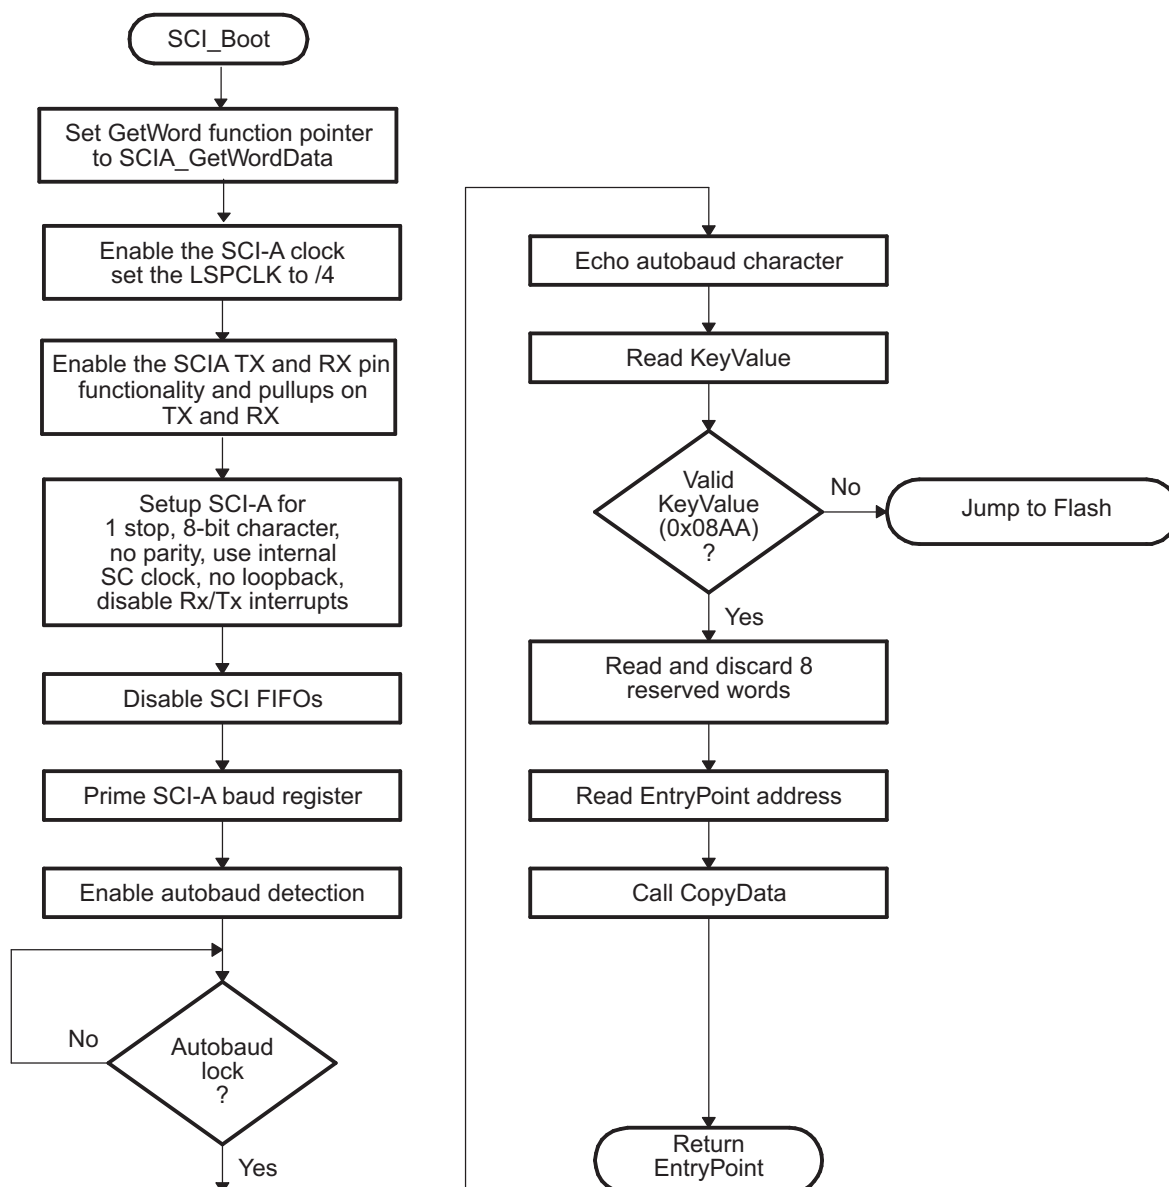 SCI_Boot
Set GetWord function pointer
to SCIA_GetWordData
Enable the SCI-A clock
set the LSPCLK to /4
Enable the SCIA TX and RX pin
functionality and pullups on
TX and RX
Setup SCI-A for
1 stop, 8-bit character,
no parity, use internal
SC clock, no loopback,
disable Rx/Tx interrupts
Disable SCI FIFOs
Prime SCI-A baud register
Enable autobaud detection
No
Autobaud
lock
?
Yes
Echo autobaud character
Read KeyValue
Valid
KeyValue
(0x08AA)
?
No
Jump to Flash
Yes
Read and discard 8
reserved words
Read EntryPoint address
Call CopyData
Return
EntryPoint